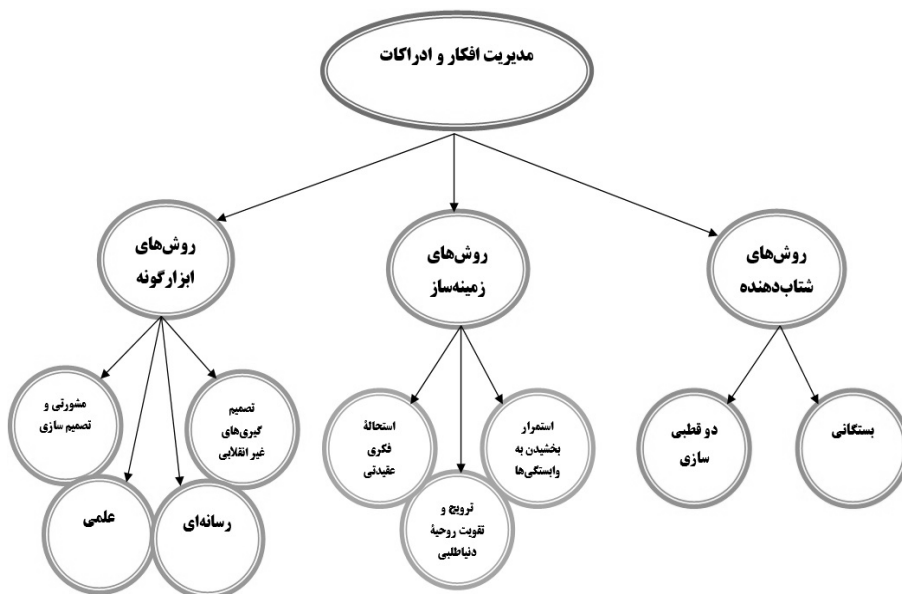 مدیریت افکار و ادراکات
روش‌های
شتاب‌دهنده
روش‌های
زمینه‌ساز
روش‌های
ابزارگونه
بستگانی
دو قطبی
سازی
استمرار
بخشیدن به
وابستگی‌ها
ترویج و
تقویت روحیۀ
دنیاطلبی
استحالۀ
فکری
عقیدتی
تصمیم
گیری‌های
غیر انقلابی
رسانه‌ای
علمی
مشورتی و
تصمیم سازی